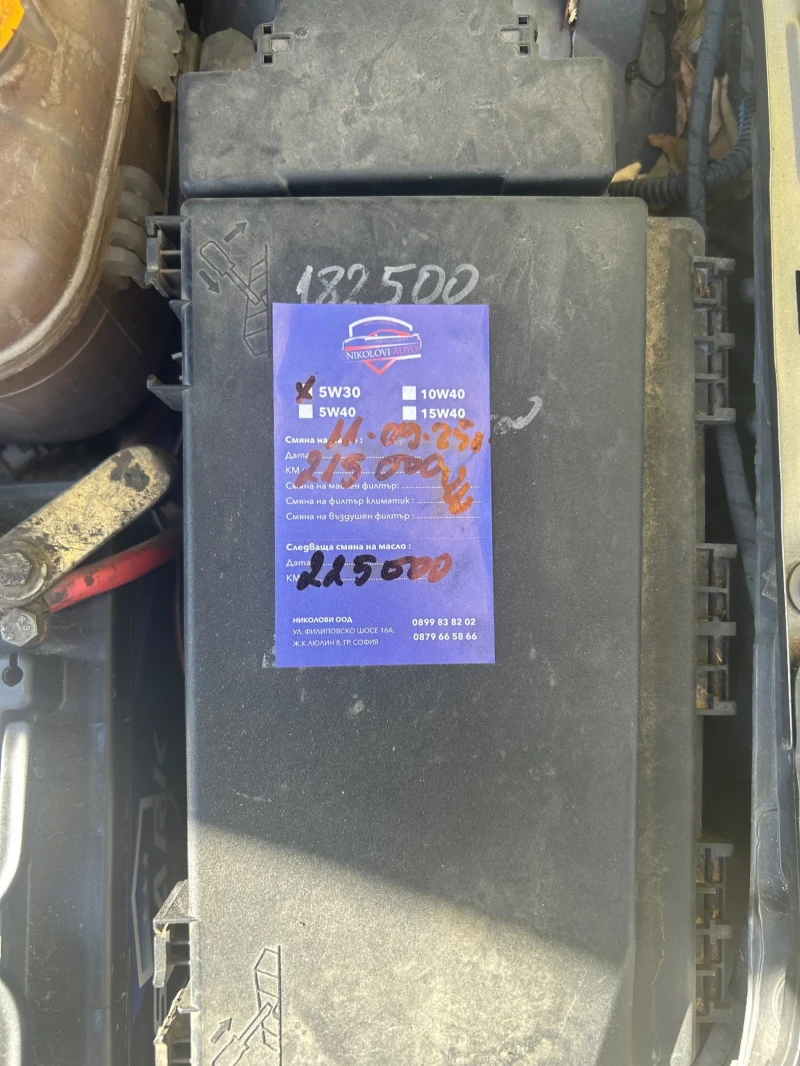 182500
NIKOLOVI AUTO
X 5W30 10W40
5W40 15W40
Смяна на :
11.09.25г.
Дата
215000
КМ
Смяна на маслен филтър:
Смяна на филтър климатик :
Смяна на въздушен филтър :
Следваща смяна на масло :
Дата
КМ 225000
НИКОЛОВИ ООД 0899 83 82 02
УЛ. ФИЛИПОВСКО ШОСЕ 16А, 0879 66 58 66
Ж.К ЛЮЛИН 8, ГР. СОФИЯ